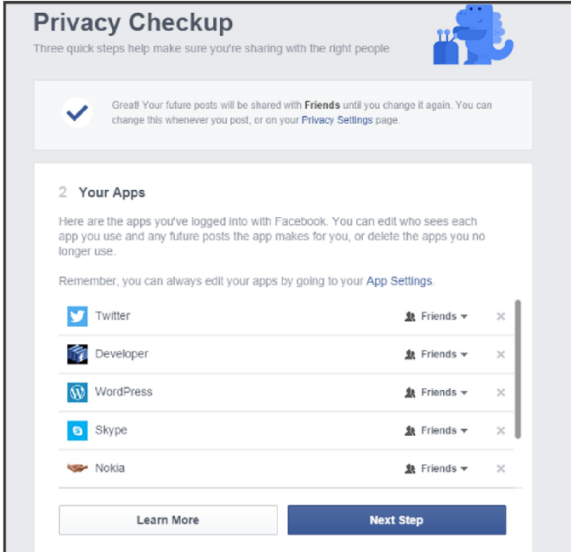 Privacy Checkup
Three quick steps help make sure you're sharing with the right people
Great! Your future posts will be shared with Friends until you change it again. You can
change this whenever you post, or on your Privacy Settings page.
2 Your Apps
Here are the apps you've logged into with Facebook. You can edit who sees each
app you use and any future posts the app makes for you, or delete the apps you no
longer use.
Remember, you can always edit your apps by going to your App Settings.
Twitter Friends
Developer Friends
WordPress Friends
Skype Friends
Nokia Friends
Learn More Next Step